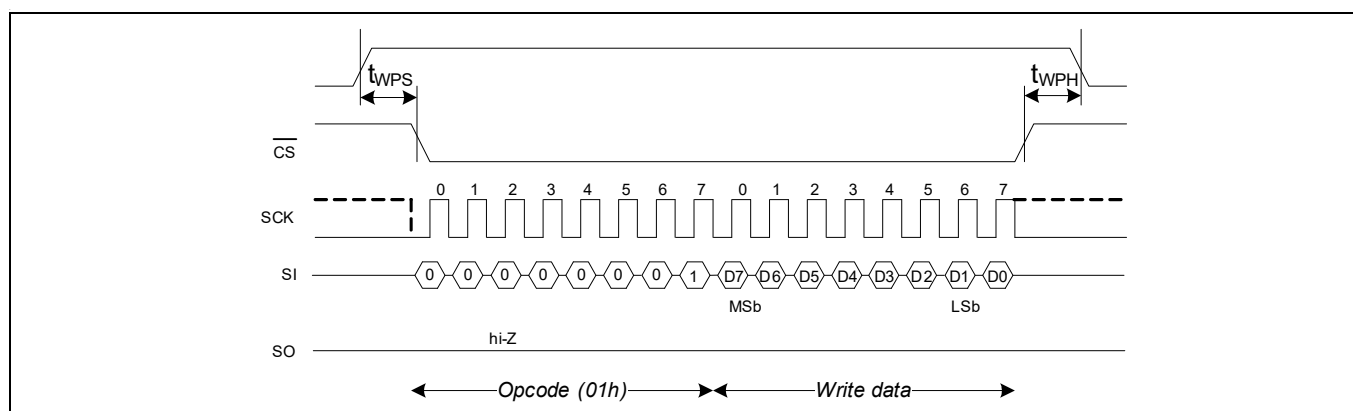 tWPS tWPH
CS
0 1 2 3 4 5 6 7 0 1 2 3 4 5 6 7
SCK
SI 0 0 0 0 0 0 0 1 D7 D6 D5 D4 D3 D2 D1 D0
MSb LSb
hi-Z
SO
Opcode (01h) Write data